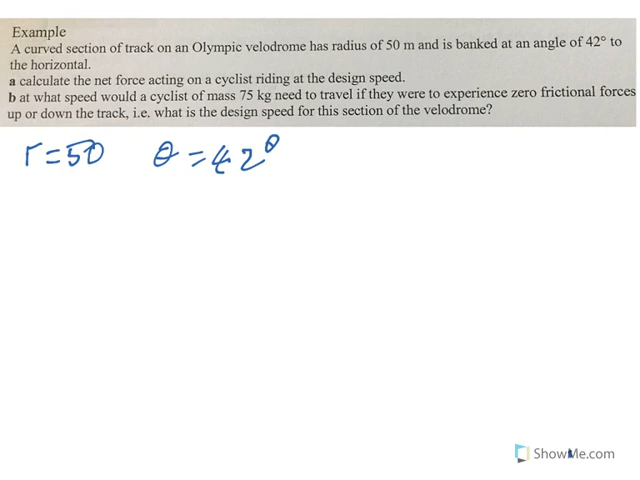 Example
A curved section of track on an Olympic velodrome has radius of 50 m and is banked at an angle of 42° to
the horizontal.
a calculate the net force acting on a cyclist riding at the design speed.
b at what speed would a cyclist of mass 75 kg need to travel if they were to experience zero frictional forces
up or down the track, i.e. what is the design speed for this section of the velodrome?
r = 50 θ = 42°
ShowMe.com